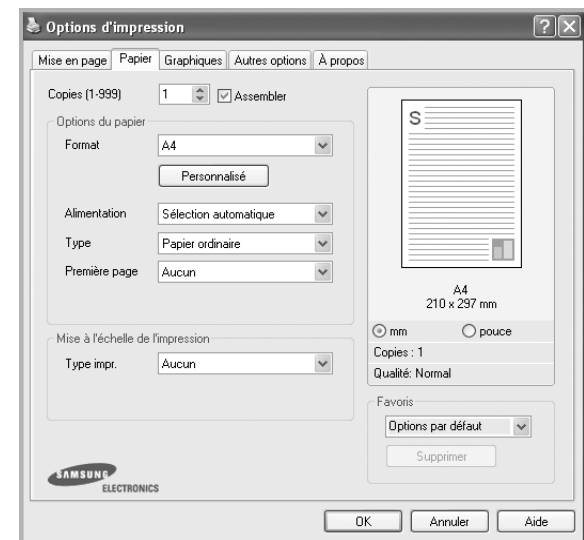 Options d'impression
Mise en page Papier Graphiques Autres options À propos
Copies (1-999) 1 Assembler
Options du papier
Format A4
Personnalisé
Alimentation Sélection automatique
Type Papier ordinaire
Première page Aucun
Mise à l'échelle de l'impression
Type impr. Aucun
SAMSUNG
ELECTRONICS
S
A4
210 x 297 mm
mm pouce
Copies : 1
Qualité: Normal
Favoris
Options par défaut
Supprimer
OK Annuler Aide